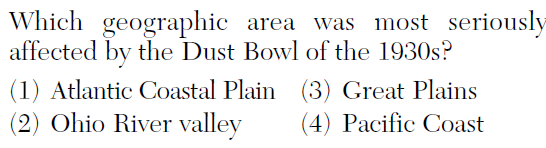 Which geographic area was most seriously
affected by the Dust Bowl of the 1930s?
(1) Atlantic Coastal Plain (3) Great Plains
(2) Ohio River valley (4) Pacific Coast